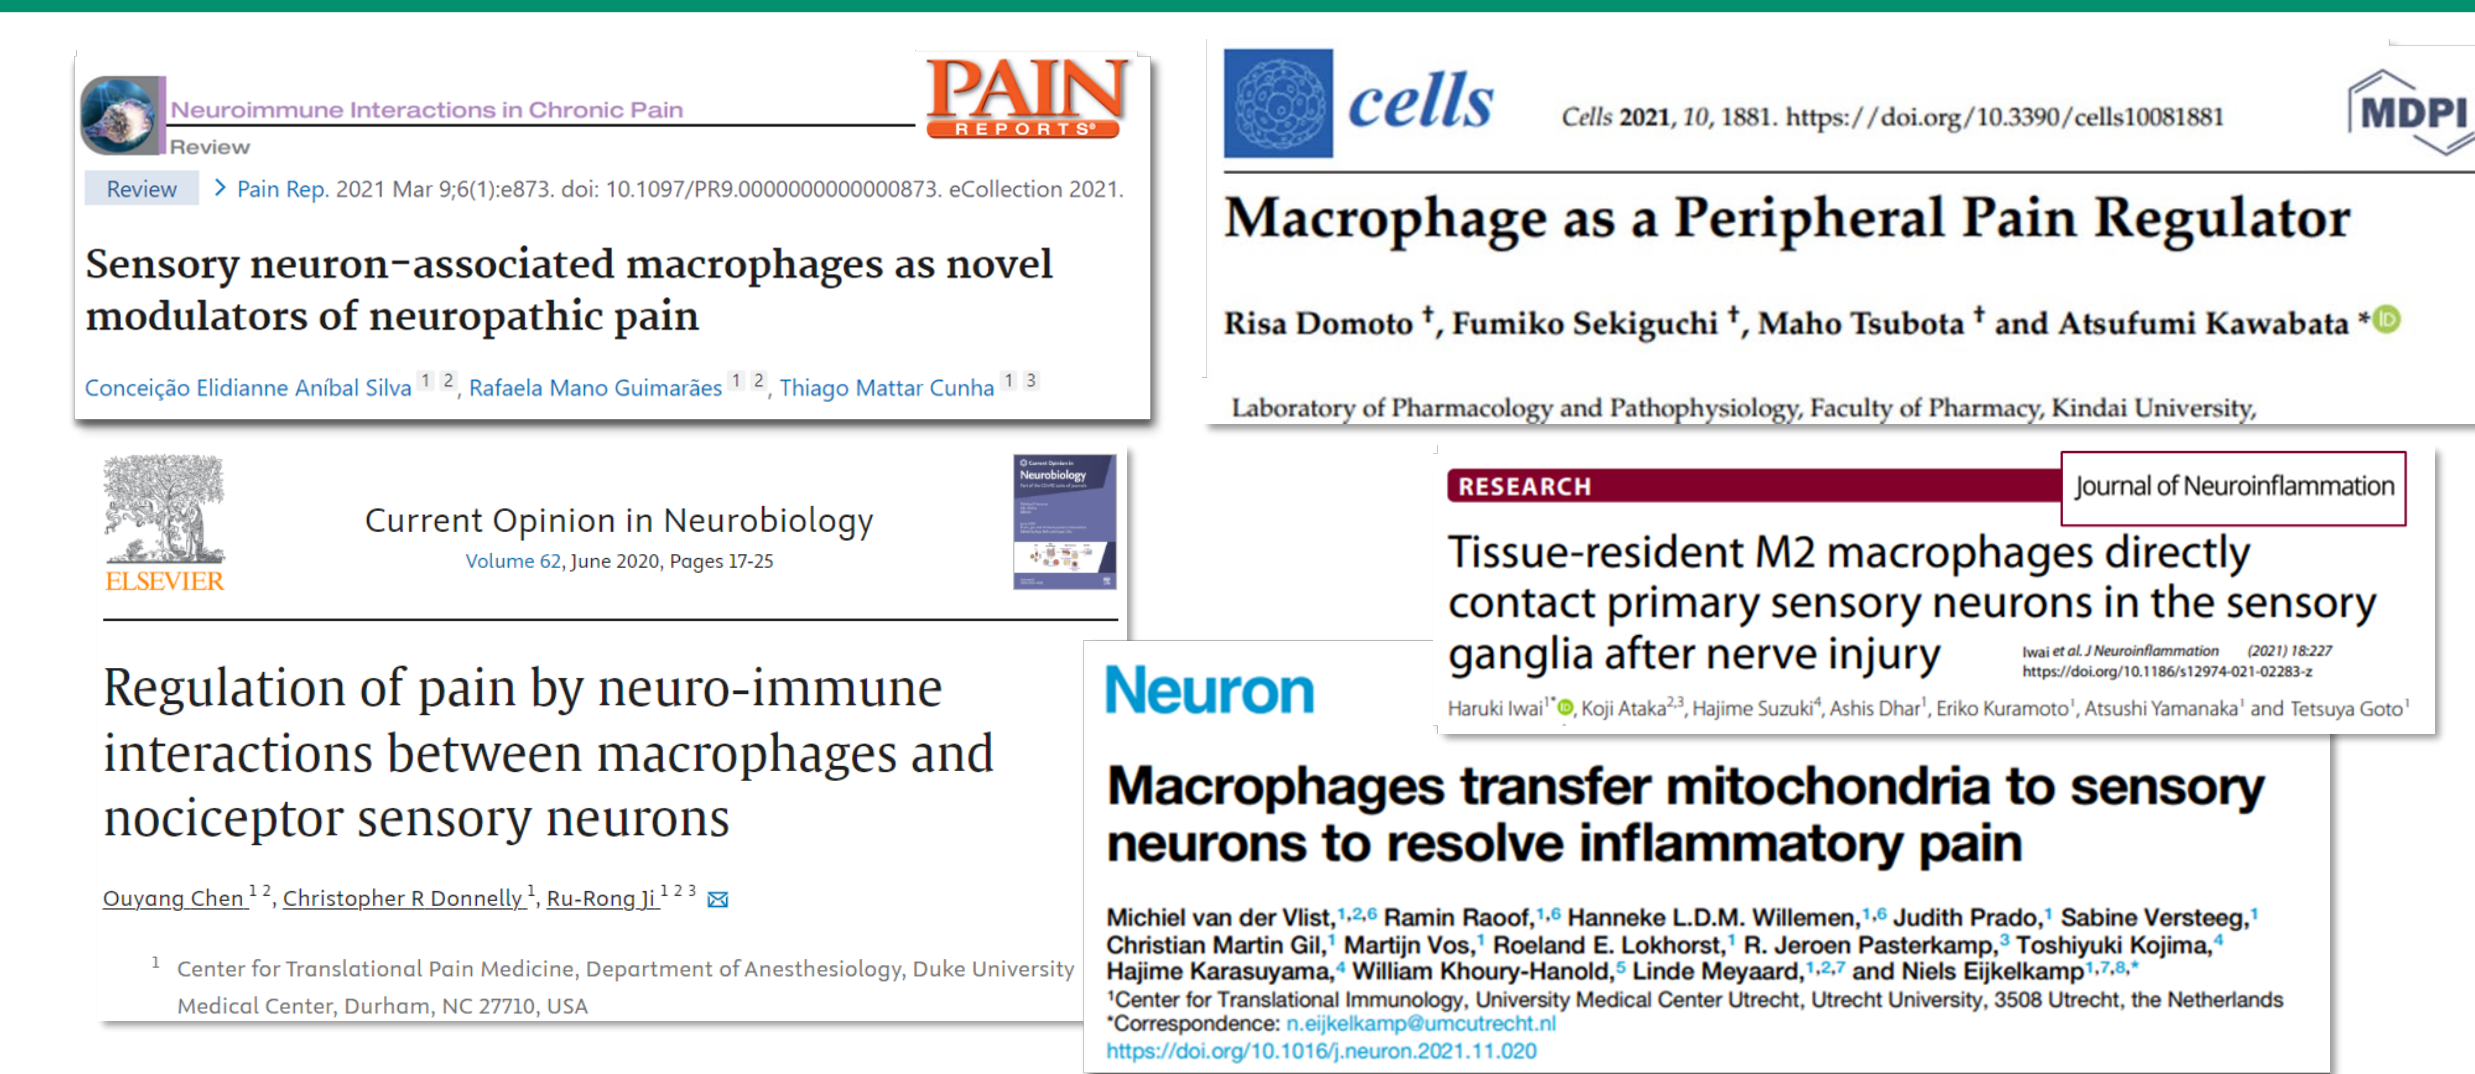 Neuroimmune Interactions in Chronic Pain
PAIN
REPORTS®
Review
Review > Pain Rep. 2021 Mar 9;6(1):e873. doi: 10.1097/PR9.0000000000000873. eCollection 2021.
Sensory neuron-associated macrophages as novel
modulators of neuropathic pain
Conceição Elidianne Aníbal Silva 1 2, Rafaela Mano Guimarães 1 2, Thiago Mattar Cunha 1 3
cells
Cells 2021, 10, 1881. https://doi.org/10.3390/cells10081881
MDPI
Macrophage as a Peripheral Pain Regulator
Risa Domoto †, Fumiko Sekiguchi †, Maho Tsubota † and Atsufumi Kawabata * iD
Laboratory of Pharmacology and Pathophysiology, Faculty of Pharmacy, Kindai University,
ELSEVIER
Current Opinion in Neurobiology
Volume 62, June 2020, Pages 17-25
Current Opinion in
Neurobiology
Regulation of pain by neuro-immune
interactions between macrophages and
nociceptor sensory neurons
Ouyang Chen 1 2, Christopher R Donnelly 1, Ru-Rong Ji 1 2 3
1 Center for Translational Pain Medicine, Department of Anesthesiology, Duke University
Medical Center, Durham, NC 27710, USA
RESEARCH
Journal of Neuroinflammation
Tissue-resident M2 macrophages directly
contact primary sensory neurons in the sensory
ganglia after nerve injury
Iwai et al. J Neuroinflammation (2021) 18:227
https://doi.org/10.1186/s12974-021-02283-z
Haruki Iwai1* iD, Koji Ataka2,3, Hajime Suzuki4, Ashis Dhar1, Eriko Kuramoto1, Atsushi Yamanaka1 and Tetsuya Goto1
Neuron
Macrophages transfer mitochondria to sensory
neurons to resolve inflammatory pain
Michiel van der Vlist,1,2,6 Ramin Raoof,1,6 Hanneke L.D.M. Willemen,1,6 Judith Prado,1 Sabine Versteeg,1
Christian Martin Gil,1 Martijn Vos,1 Roeland E. Lokhorst,1 R. Jeroen Pasterkamp,3 Toshiyuki Kojima,4
Hajime Karasuyama,4 William Khoury-Hanold,5 Linde Meyaard,1,2,7 and Niels Eijkelkamp1,7,8,*
1Center for Translational Immunology, University Medical Center Utrecht, Utrecht University, 3508 Utrecht, the Netherlands
*Correspondence: n.eijkelkamp@umcutrecht.nl
https://doi.org/10.1016/j.neuron.2021.11.020